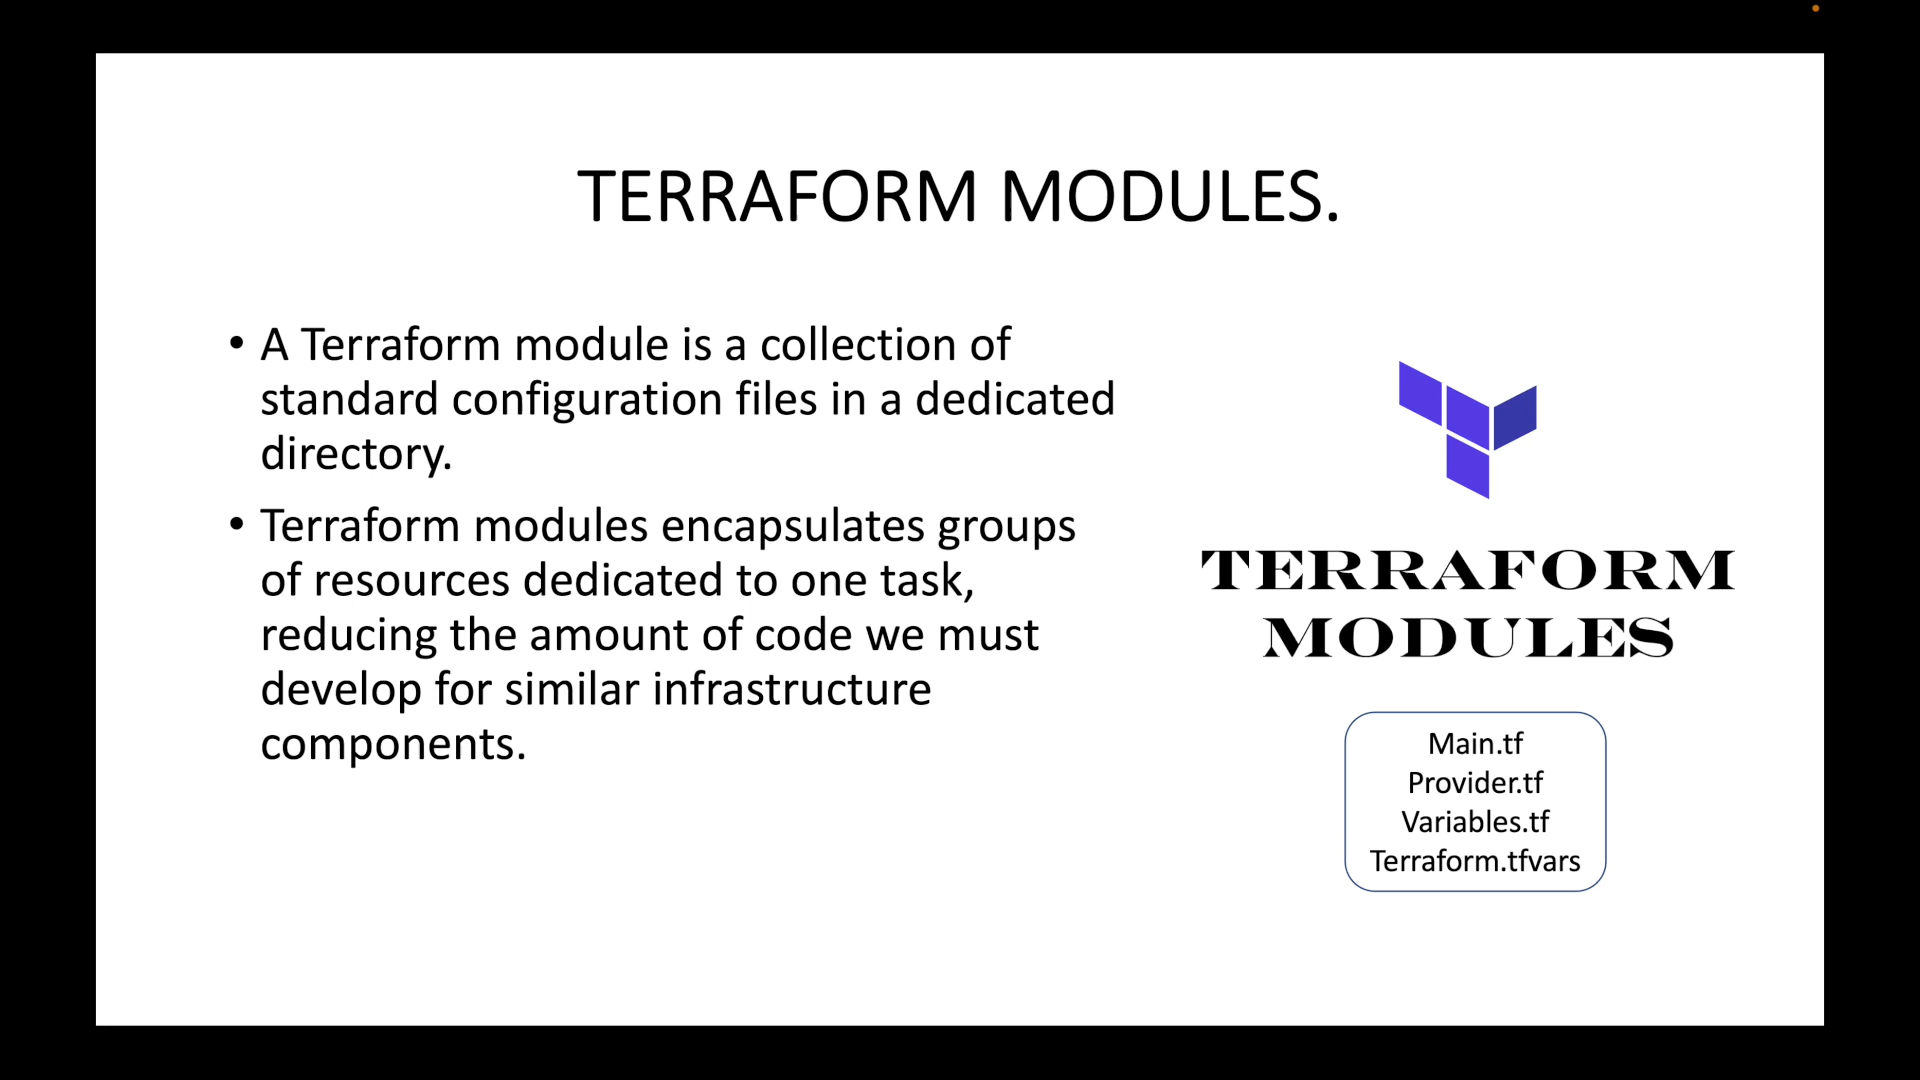 TERRAFORM MODULES.
• A Terraform module is a collection of
standard configuration files in a dedicated
directory.
• Terraform modules encapsulates groups
of resources dedicated to one task,
reducing the amount of code we must
develop for similar infrastructure
components.
TERRAFORM
MODULES
Main.tf
Provider.tf
Variables.tf
Terraform.tfvars